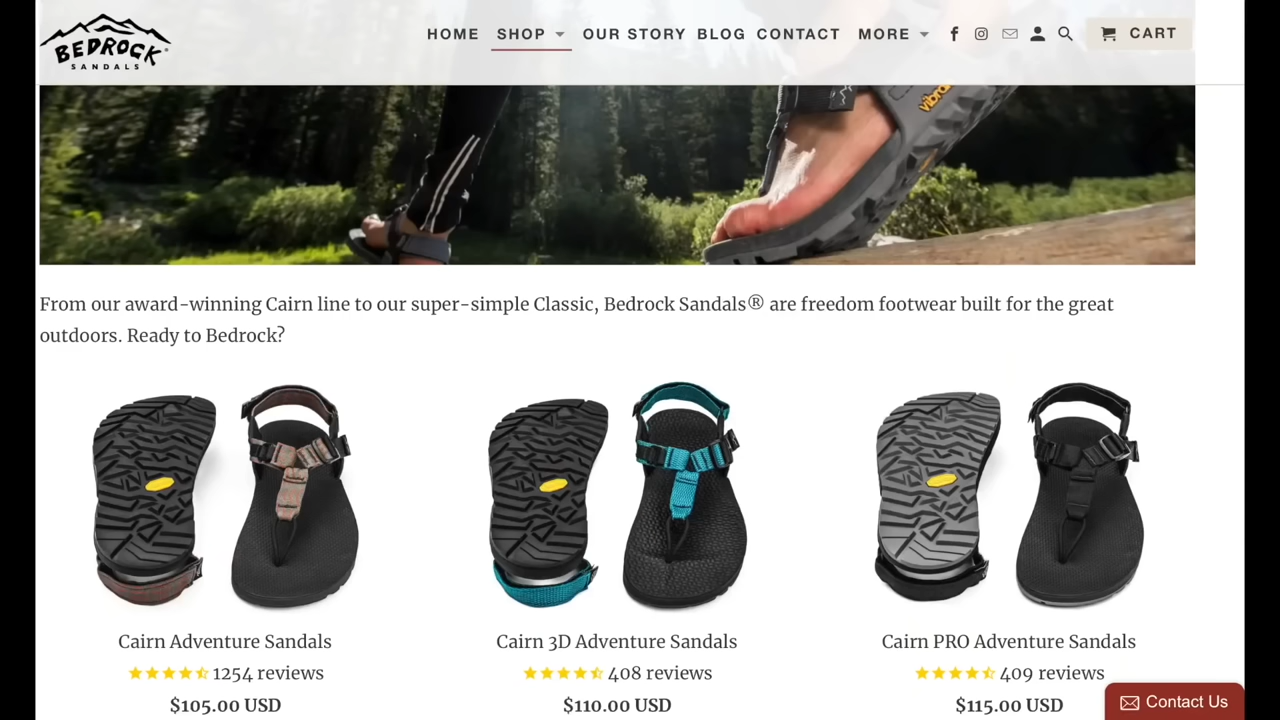 BEDROCK®
SANDALS
HOME SHOP OUR STORY BLOG CONTACT MORE CART
vibram
From our award-winning Cairn line to our super-simple Classic, Bedrock Sandals® are freedom footwear built for the great
outdoors. Ready to Bedrock?
Cairn Adventure Sandals
1254 reviews
$105.00 USD
Cairn 3D Adventure Sandals
408 reviews
$110.00 USD
Cairn PRO Adventure Sandals
409 reviews
$115.00 USD
Contact Us